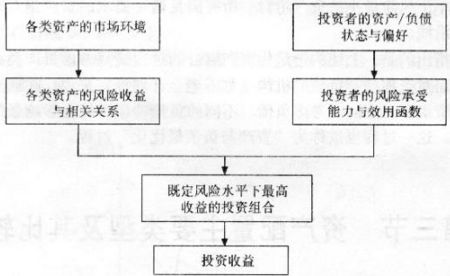 各类资产的市场环境
投资者的资产/负债
状态与偏好
各类资产的风险收益
与相关关系
投资者的风险承受
能力与效用函数
既定风险水平下最高
收益的投资组合
投资收益